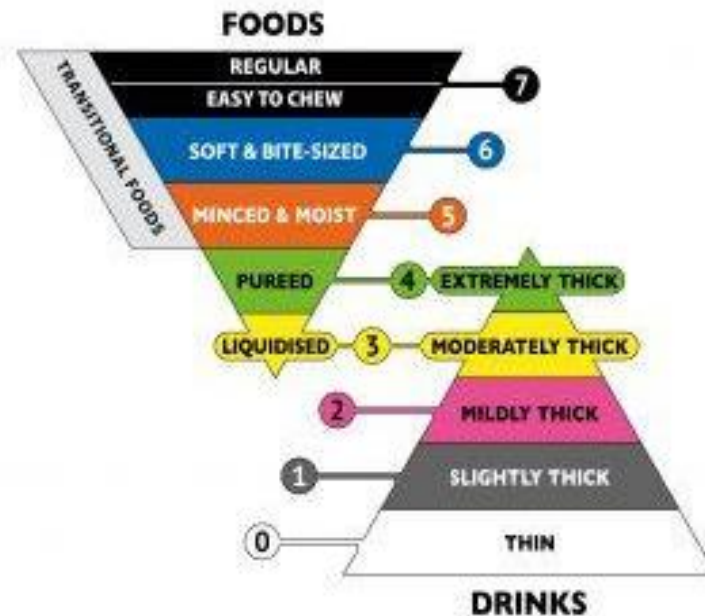 FOODS
REGULAR
EASY TO CHEW
7
TRANSITIONAL FOODS
SOFT & BITE-SIZED
6
MINCED & MOIST
5
PUREED
4
EXTREMELY THICK
LIQUIDISED
3
MODERATELY THICK
2
MILDLY THICK
1
SLIGHTLY THICK
0
THIN
DRINKS